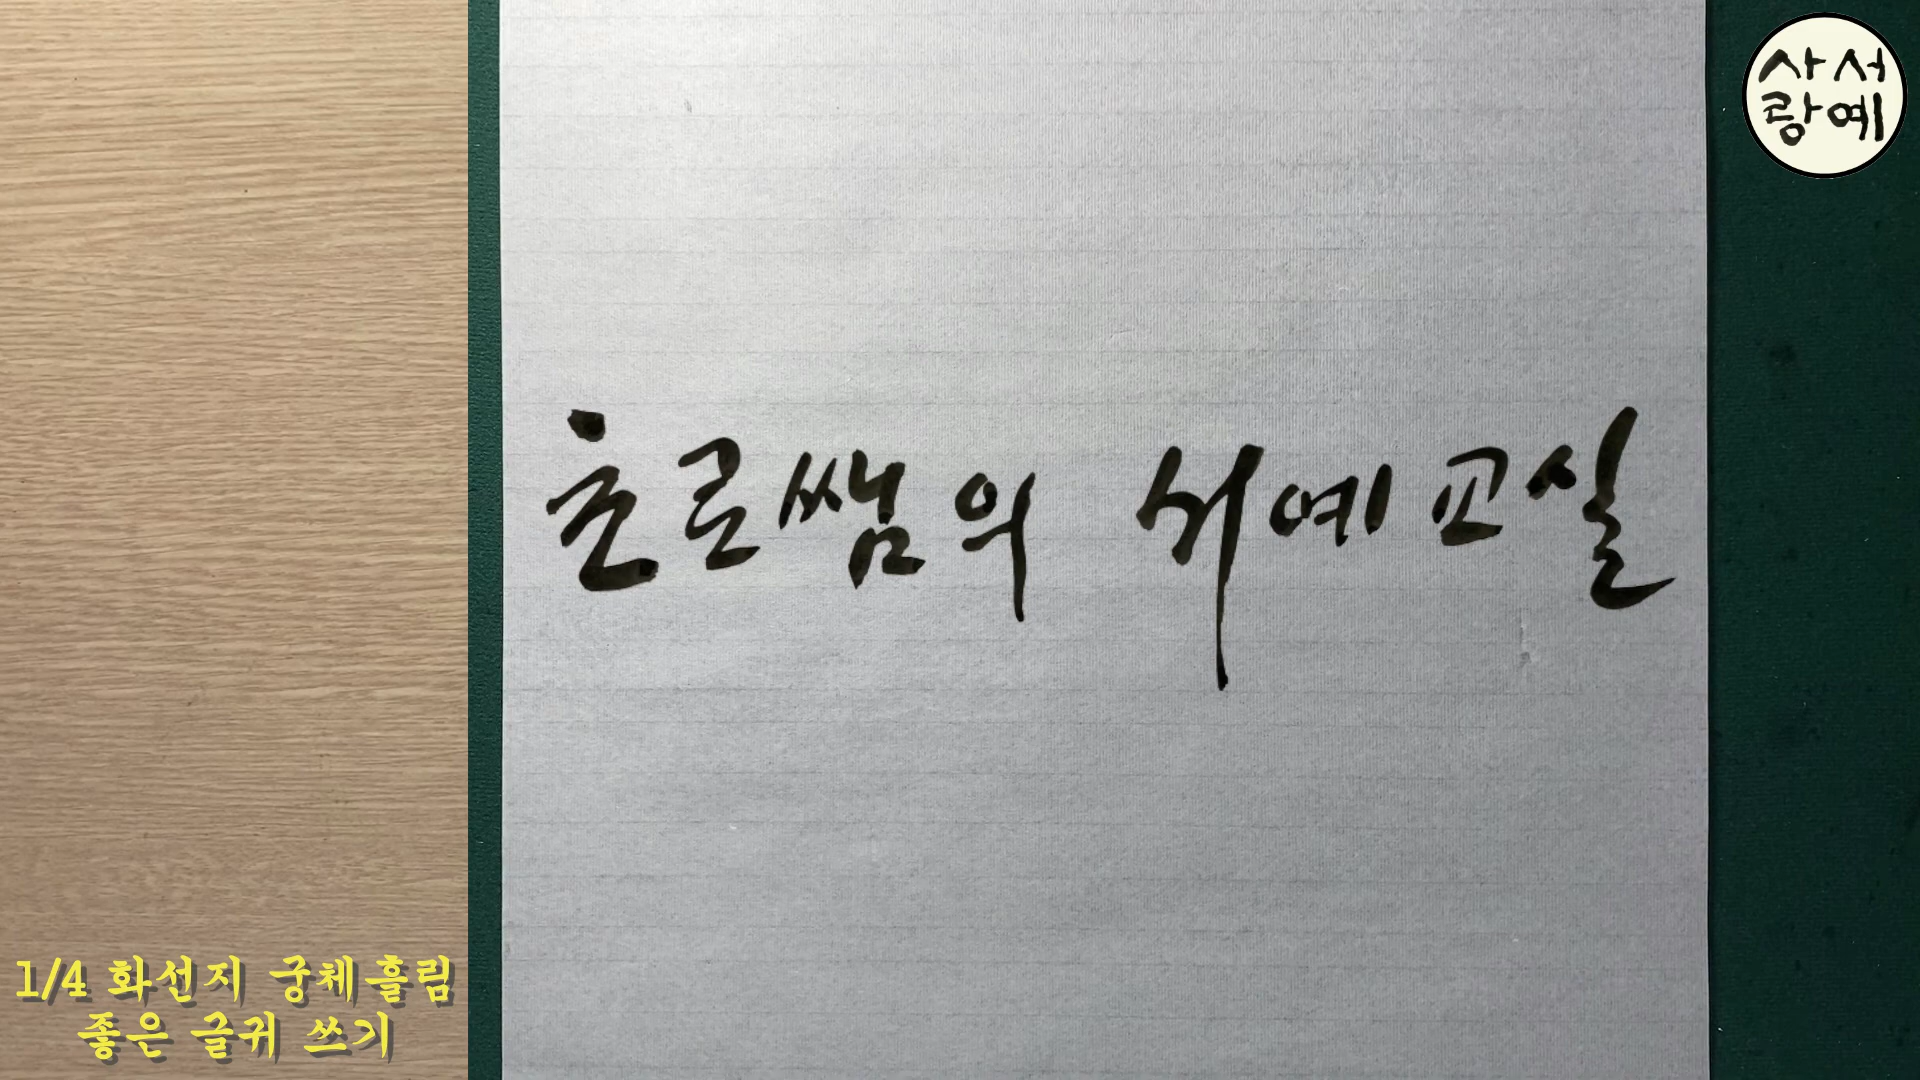 초로쌤의 서예교실
서예
사랑
1/4 화선지 궁체흘림
좋은 글귀 쓰기